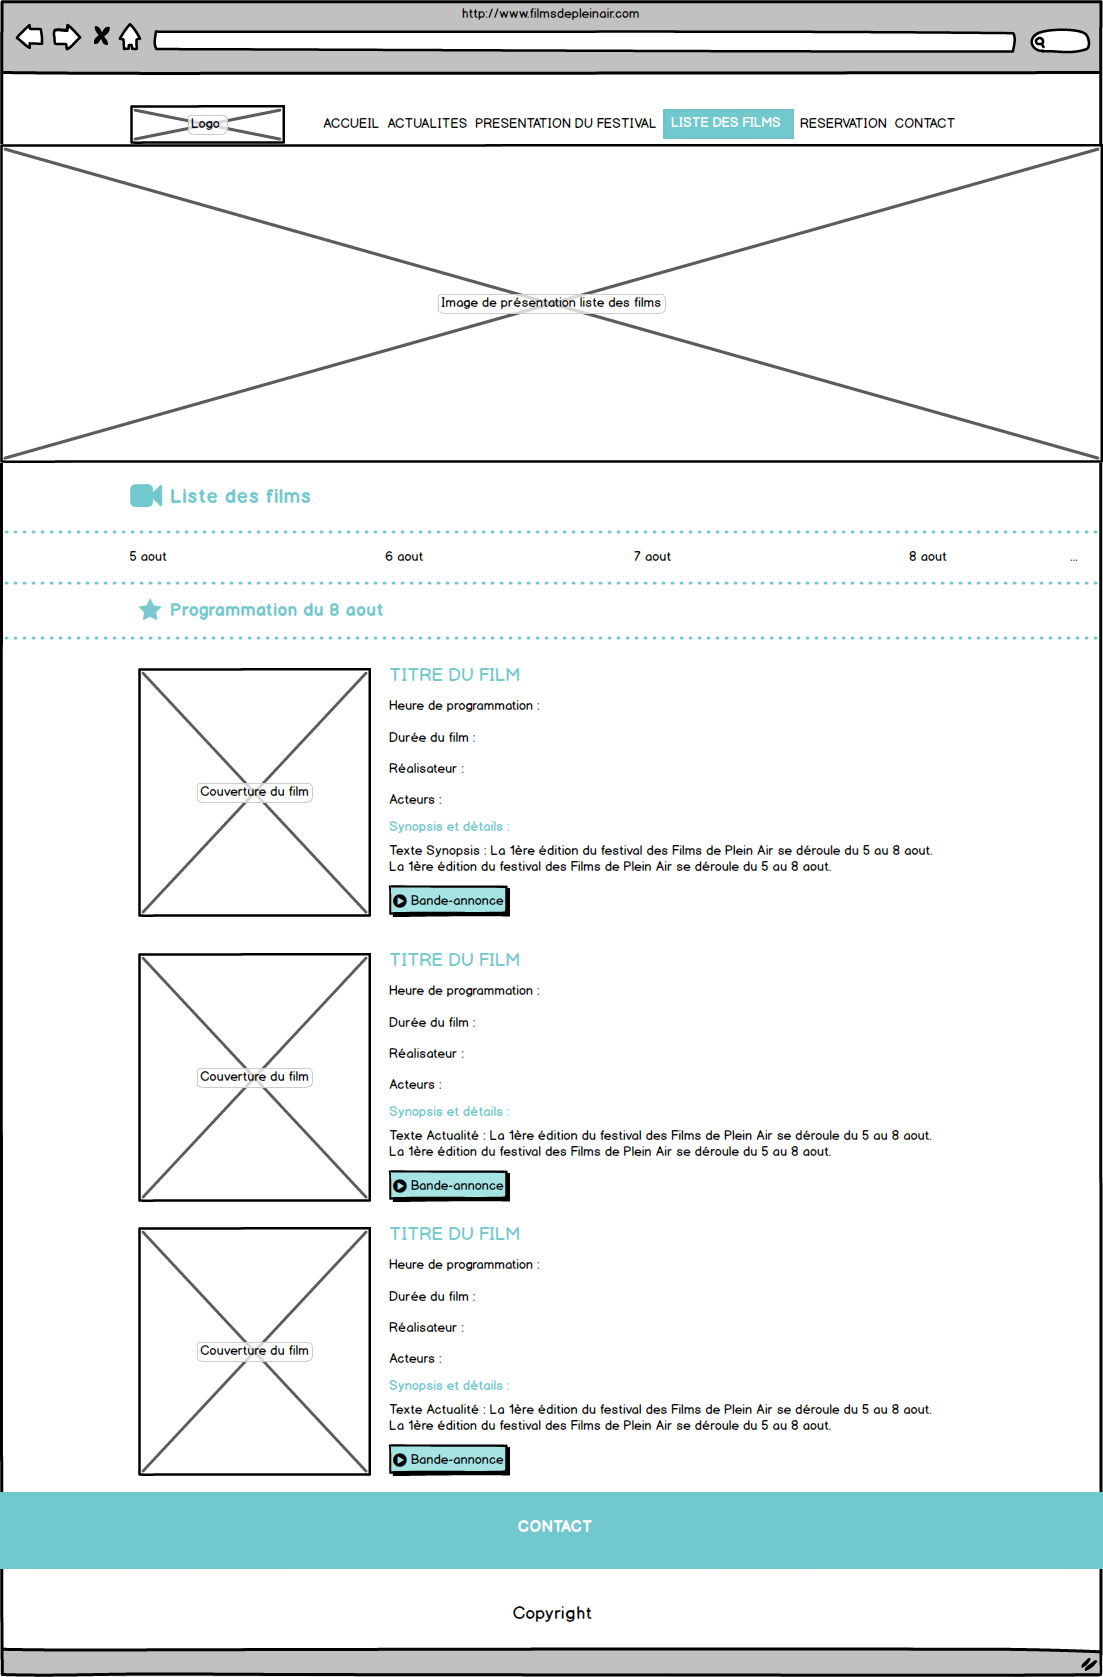 http://www.filmsdepleinair.com
Logo
ACCUEIL ACTUALITES PRESENTATION DU FESTIVAL LISTE DES FILMS RESERVATION CONTACT
Image de présentation liste des films
Liste des films
5 aout 6 aout 7 aout 8 aout ...
Programmation du 8 aout
Couverture du film
TITRE DU FILM
Heure de programmation :
Durée du film :
Réalisateur :
Acteurs :
Synopsis et détails :
Texte Synopsis : La 1ère édition du festival des Films de Plein Air se déroule du 5 au 8 aout.
La 1ère édition du festival des Films de Plein Air se déroule du 5 au 8 aout.
Bande-annonce
Couverture du film
TITRE DU FILM
Heure de programmation :
Durée du film :
Réalisateur :
Acteurs :
Synopsis et détails :
Texte Actualité : La 1ère édition du festival des Films de Plein Air se déroule du 5 au 8 aout.
La 1ère édition du festival des Films de Plein Air se déroule du 5 au 8 aout.
Bande-annonce
Couverture du film
TITRE DU FILM
Heure de programmation :
Durée du film :
Réalisateur :
Acteurs :
Synopsis et détails :
Texte Actualité : La 1ère édition du festival des Films de Plein Air se déroule du 5 au 8 aout.
La 1ère édition du festival des Films de Plein Air se déroule du 5 au 8 aout.
Bande-annonce
CONTACT
Copyright